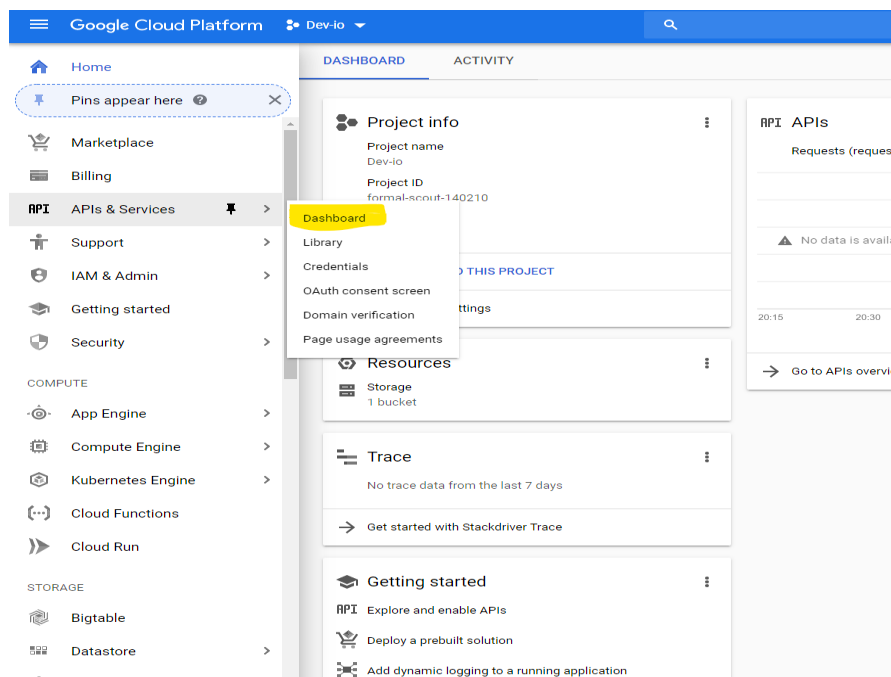 Google Cloud Platform
Dev-io
Home
Pins appear here
Marketplace
Billing
API APIs & Services
Support
IAM & Admin
Getting started
Security
COMPUTE
App Engine
Compute Engine
Kubernetes Engine
Cloud Functions
Cloud Run
STORAGE
Bigtable
Datastore
Dashboard
Library
Credentials
OAuth consent screen
Domain verification
Page usage agreements
DASHBOARD
ACTIVITY
Project info
Project name
Dev-io
Project ID
formal-scout-140210
THIS PROJECT
Resources
Storage
1 bucket
Trace
No trace data from the last 7 days
Get started with Stackdriver Trace
Getting started
API Explore and enable APIs
Deploy a prebuilt solution
Add dynamic logging to a running application
API APIs
Requests
No data is
20:15 20:30
Go to APIs